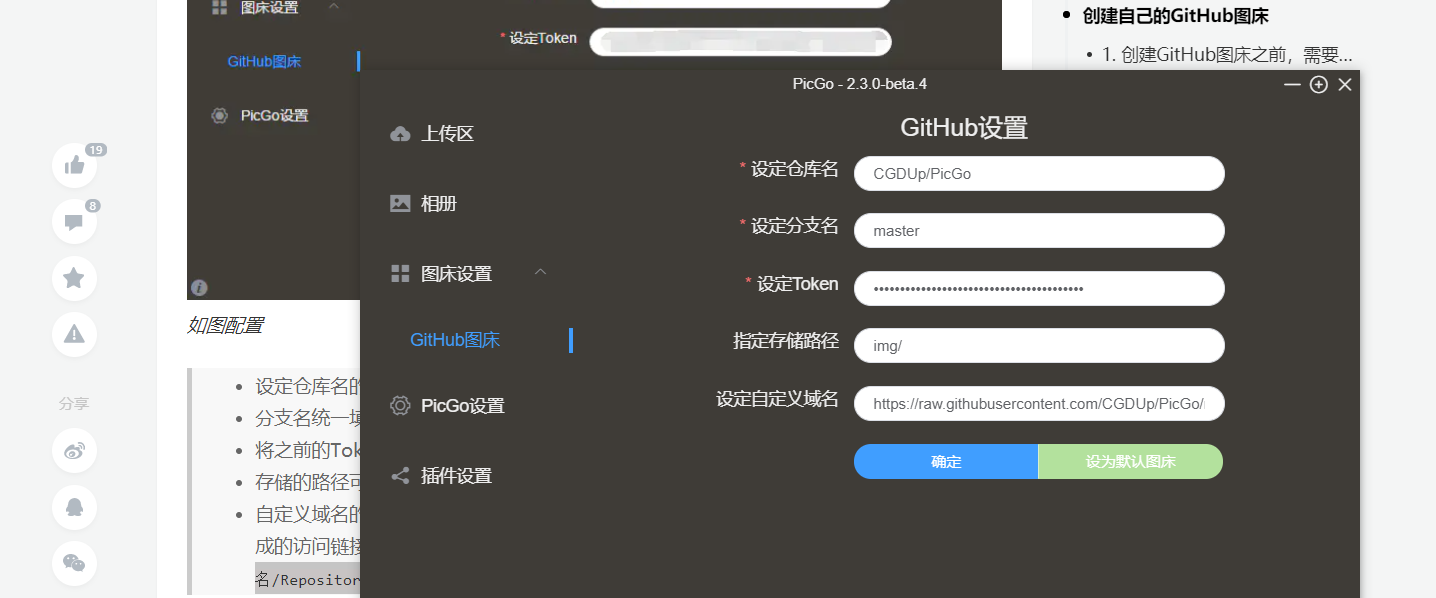 图床设置
* 设定Token
GitHub图床
PicGo设置
创建自己的GitHub图床
1. 创建GitHub图床之前，需要...
19
8
分享
如图配置
设定仓库名的
分支名统一填
将之前的Tok
存储的路径可
自定义域名的
成的访问链接
名/Repositor
PicGo - 2.3.0-beta.4
上传区
相册
图床设置
GitHub图床
PicGo设置
插件设置
GitHub设置
* 设定仓库名 CGDUp/PicGo
* 设定分支名 master
* 设定Token ••••••••••••••••••••••••••••••••••••••••
指定存储路径 img/
设定自定义域名 https://raw.githubusercontent.com/CGDUp/PicGo/
确定 设为默认图床